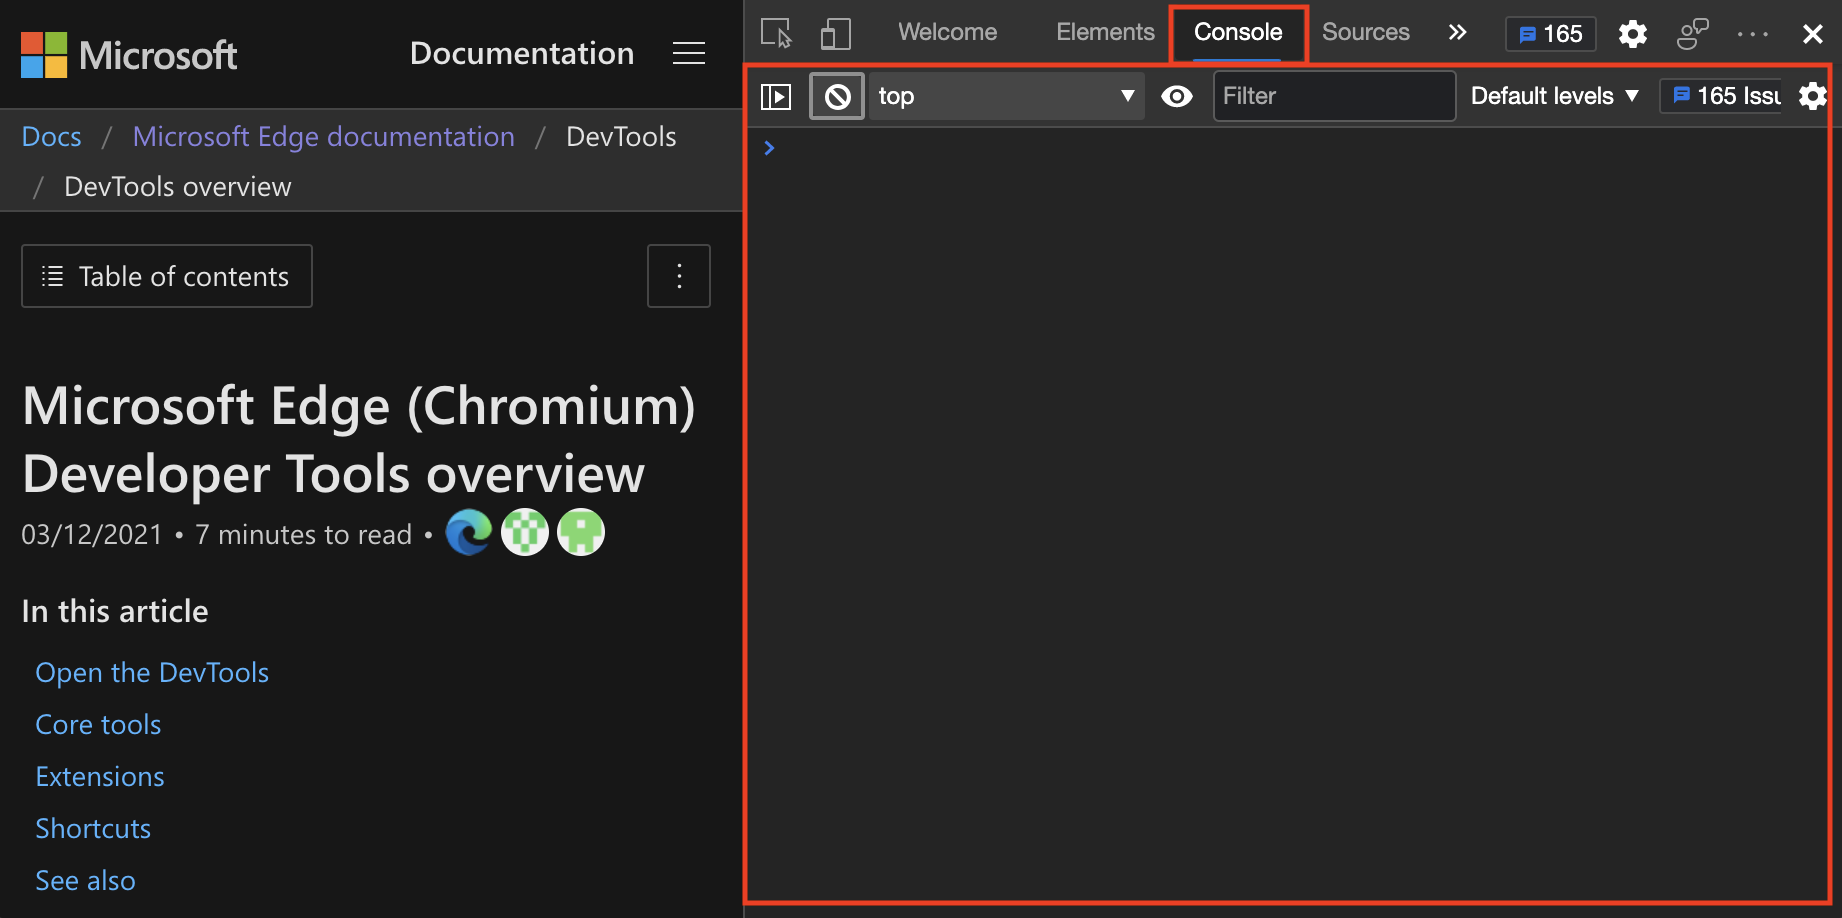 Microsoft
Documentation
Docs / Microsoft Edge documentation / DevTools
/ DevTools overview
Table of contents
Microsoft Edge (Chromium)
Developer Tools overview
03/12/2021 • 7 minutes to read •
In this article
Open the DevTools
Core tools
Extensions
Shortcuts
See also
Welcome
Elements
Console
Sources
165
top
Filter
Default levels
165 Issu